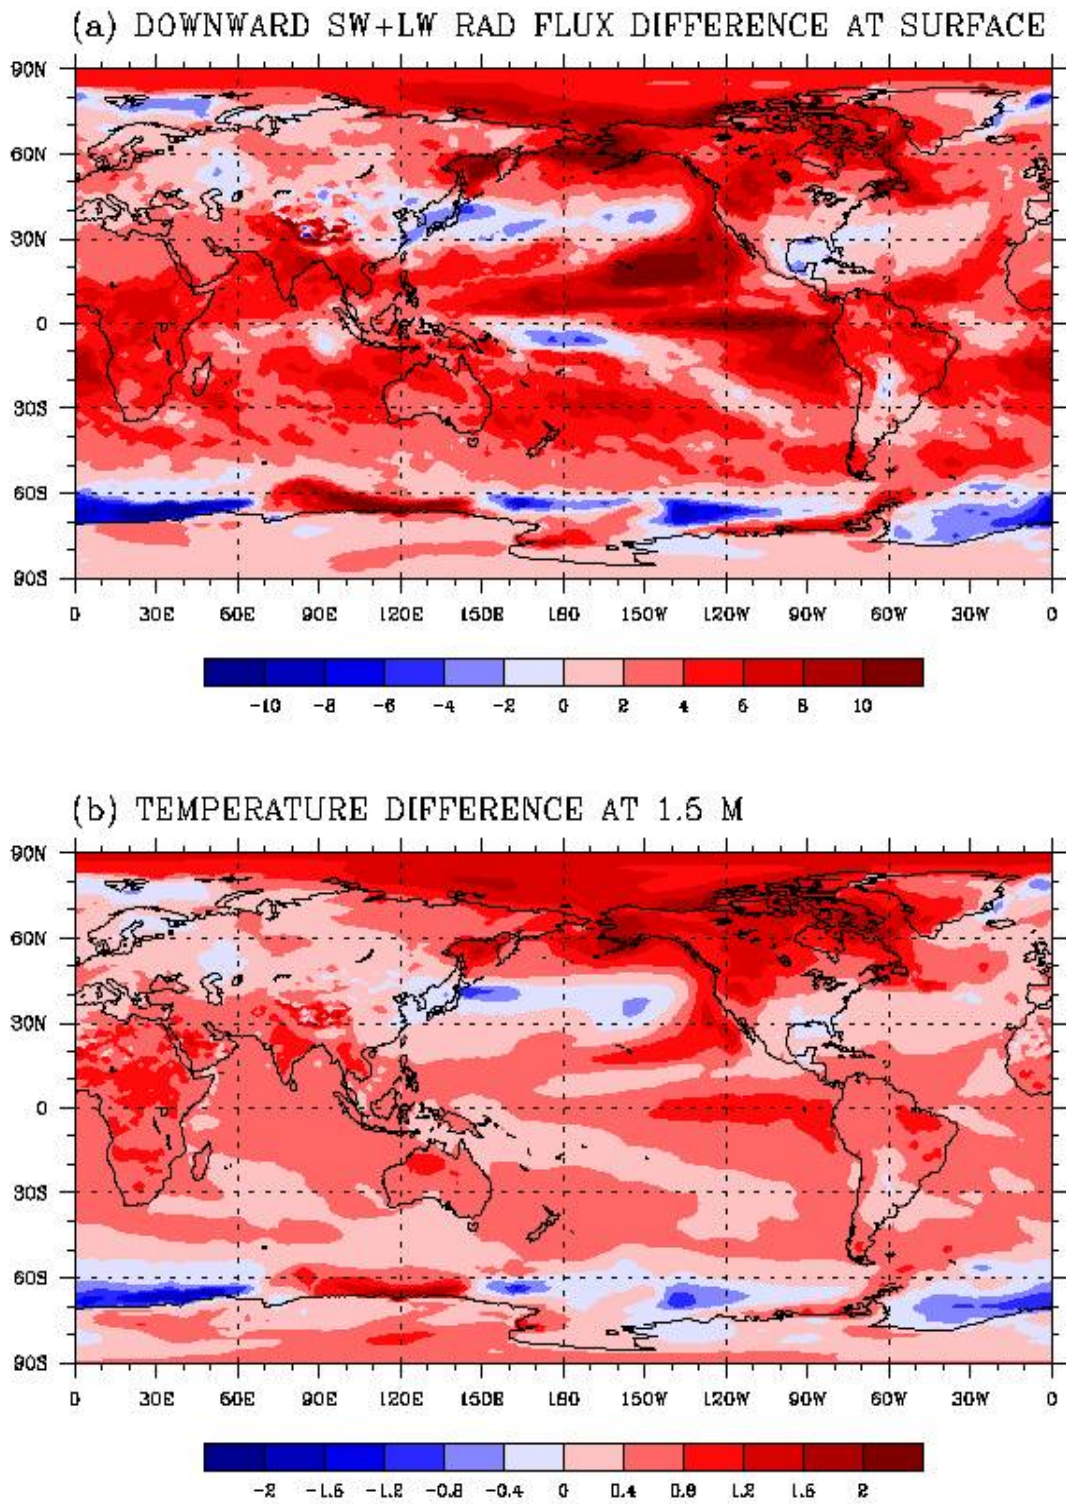 (a) DOWNWARD SW+LW RAD FLUX DIFFERENCE AT SURFACE
90N
60N
30N
0
30S
60S
90S
0 30E 60E 90E 120E 150E 180 150W 120W 90W 60W 30W 0
-10 -8 -6 -4 -2 0 2 4 6 8 10
(b) TEMPERATURE DIFFERENCE AT 1.5 M
90N
60N
30N
0
30S
60S
90S
0 30E 60E 90E 120E 150E 180 150W 120W 90W 60W 30W 0
-2 -1.6 -1.2 -0.8 -0.4 0 0.4 0.8 1.2 1.6 2